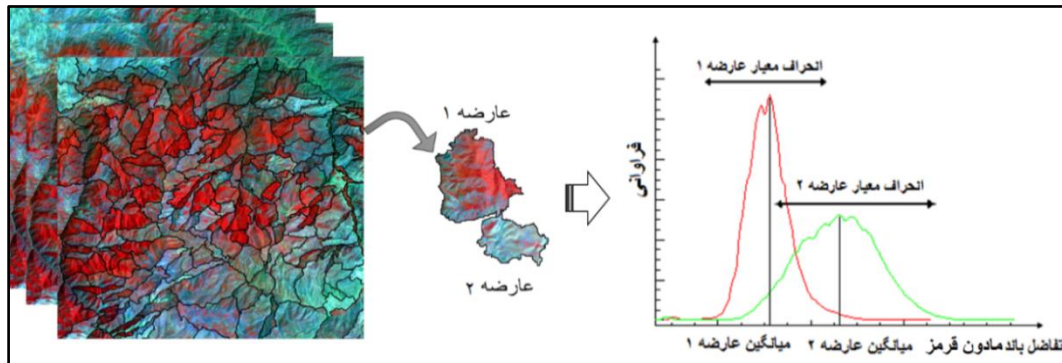 عارضه ۱
عارضه ۲
انحراف معیار عارضه ۱
انحراف معیار عارضه ۲
فراوانی
میانگین عارضه ۱
میانگین عارضه ۲
تفاضل باند مادون قرمز